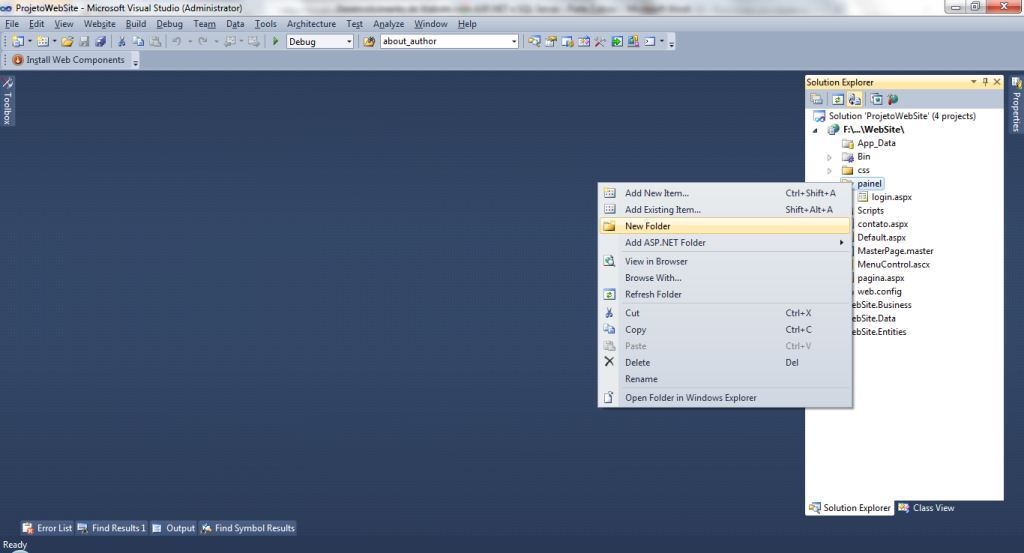 ProjetoWebSite - Microsoft Visual Studio (Administrator)
File Edit View Website Build Debug Team Data Tools Architecture Test Analyze Window Help
Debug about_author
Install Web Components
Toolbox
Solution Explorer
Properties
Solution 'ProjetoWebSite' (4 projects)
F:\...\WebSite\
App_Data
Bin
css
painel
login.aspx
Scripts
contato.aspx
Default.aspx
MasterPage.master
MenuControl.ascx
pagina.aspx
web.config
ebSite.Business
ebSite.Data
ebSite.Entities
Add New Item... Ctrl+Shift+A
Add Existing Item... Shift+Alt+A
New Folder
Add ASP.NET Folder
View in Browser
Browse With...
Refresh Folder
Cut Ctrl+X
Copy Ctrl+C
Paste Ctrl+V
Delete Del
Rename
Open Folder in Windows Explorer
Solution Explorer Class View
Error List Find Results 1 Output Find Symbol Results
Ready